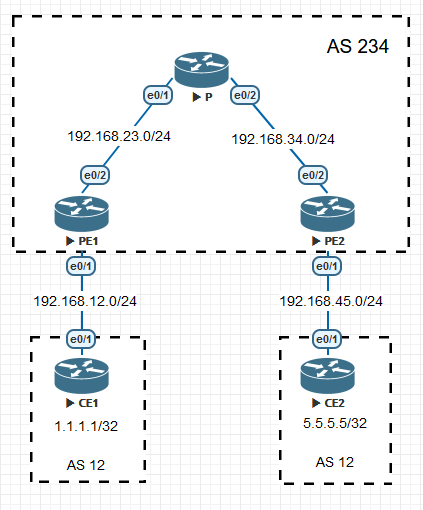 AS 234
e0/1
P
e0/2
192.168.23.0/24
192.168.34.0/24
e0/2
e0/2
PE1
PE2
e0/1
e0/1
192.168.12.0/24
192.168.45.0/24
e0/1
e0/1
CE1
CE2
1.1.1.1/32
5.5.5.5/32
AS 12
AS 12